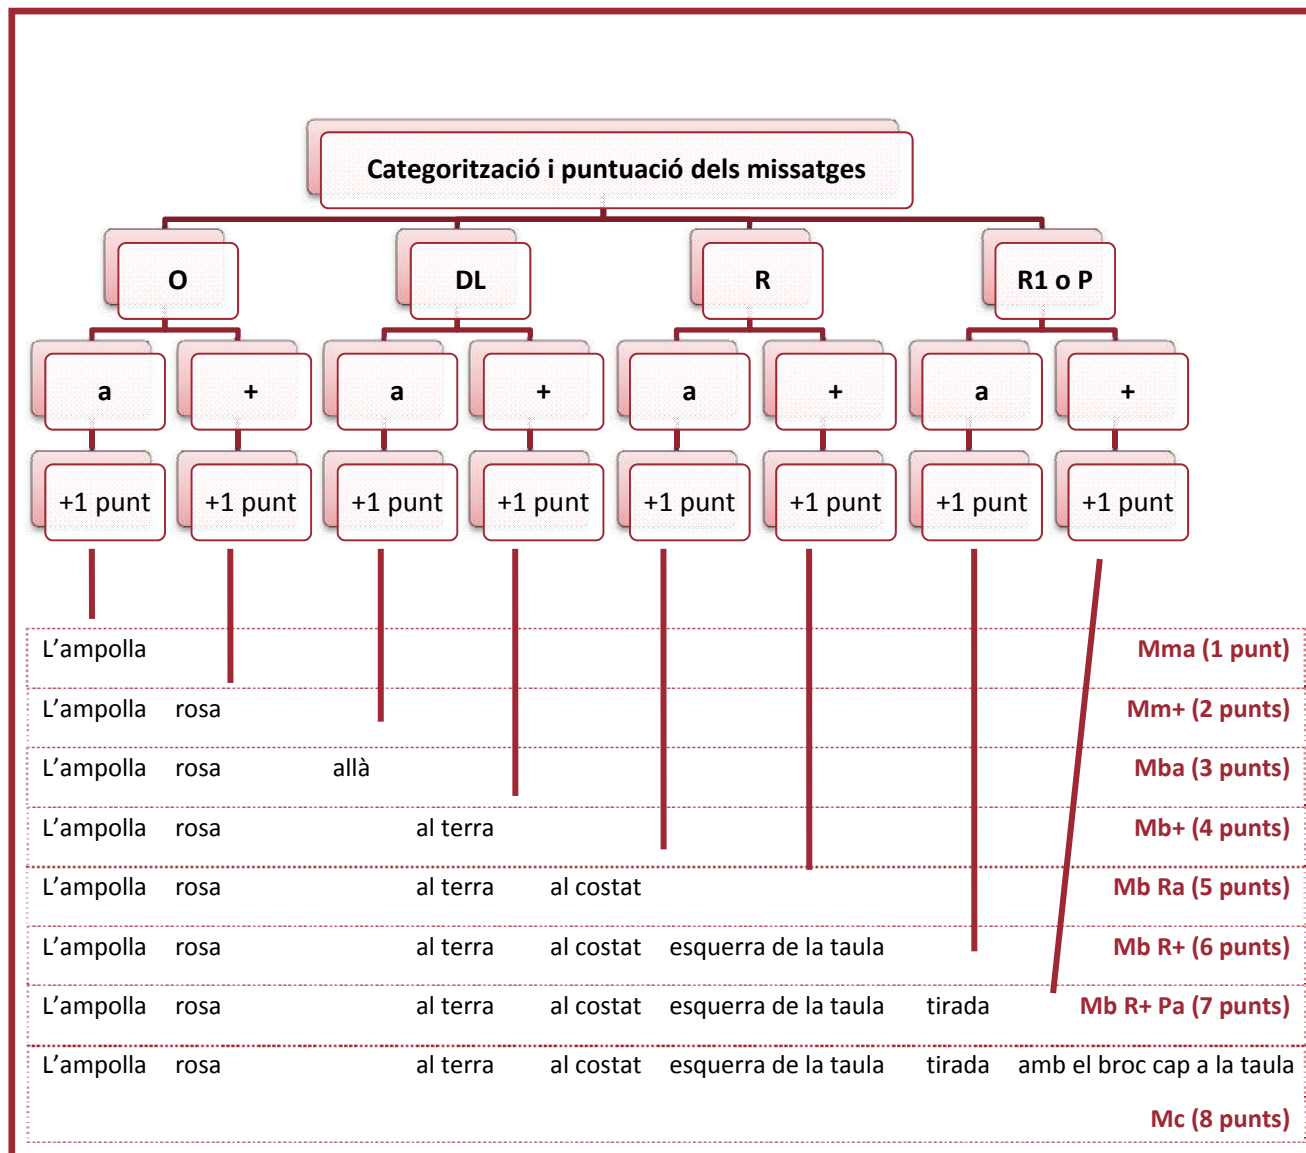 Categorització i puntuació dels missatges
O DL R R1 o P
a + a + a + a +
+1 punt +1 punt +1 punt +1 punt +1 punt +1 punt +1 punt +1 punt
L’ampolla Mma (1 punt)
L’ampolla rosa Mm+ (2 punts)
L’ampolla rosa allà Mba (3 punts)
L’ampolla rosa al terra Mb+ (4 punts)
L’ampolla rosa al terra al costat Mb Ra (5 punts)
L’ampolla rosa al terra al costat esquerra de la taula Mb R+ (6 punts)
L’ampolla rosa al terra al costat esquerra de la taula tirada Mb R+ Pa (7 punts)
L’ampolla rosa al terra al costat esquerra de la taula tirada amb el broc cap a la taula
Mc (8 punts)